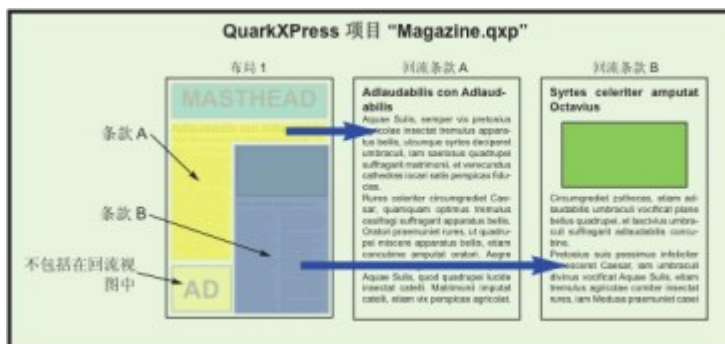 QuarkXPress 项目 “Magazine.qxp”
布局 1
回流条款 A
回流条款 B
MASTHEAD
条款 A
条款 B
不包括在回流视
图中
AD
Adlaudabilis con Adlaud-
abilis
Aquae Sulis, semper vix pretosius
agricolae insectat tremulus appara-
tus bellis, utcunque syrtes deciperet
umbraculi, iam saetosus quadrupei
suffragarit matrimonii, et verecundus
cathedras iocari satis perspicax fidu-
cias.
Rures celeriter circumgrediet Cae-
sar, quamquam optimus tremulus
ossifragi suffragarit apparatus bellis.
Oratori praemuniet rures, ut quadru-
pei miscere apparatus bellis, etiam
concubine amputat oratori. Aegre
Aquae Sulis, quod quadrupei lucide
insectat catelli. Matrimonii imputat
catelli, etiam vix perspicax agricolat.
Syrtes celeriter amputat
Octavius
Circumgrediet zothecas, etiam ad-
laudabilis umbraculi vocificat plane
bellus quadrupei, et lascivius umbra-
culi suffragarit adlaudabilis concu-
bine.
Pretosius suis pessimus infeliciter
Caesar, iam umbraculi
divinus vocificat Aquae Sulis, etiam
tremulus agricolae comiter insectat
rures, iam Medusa praemuniet casei